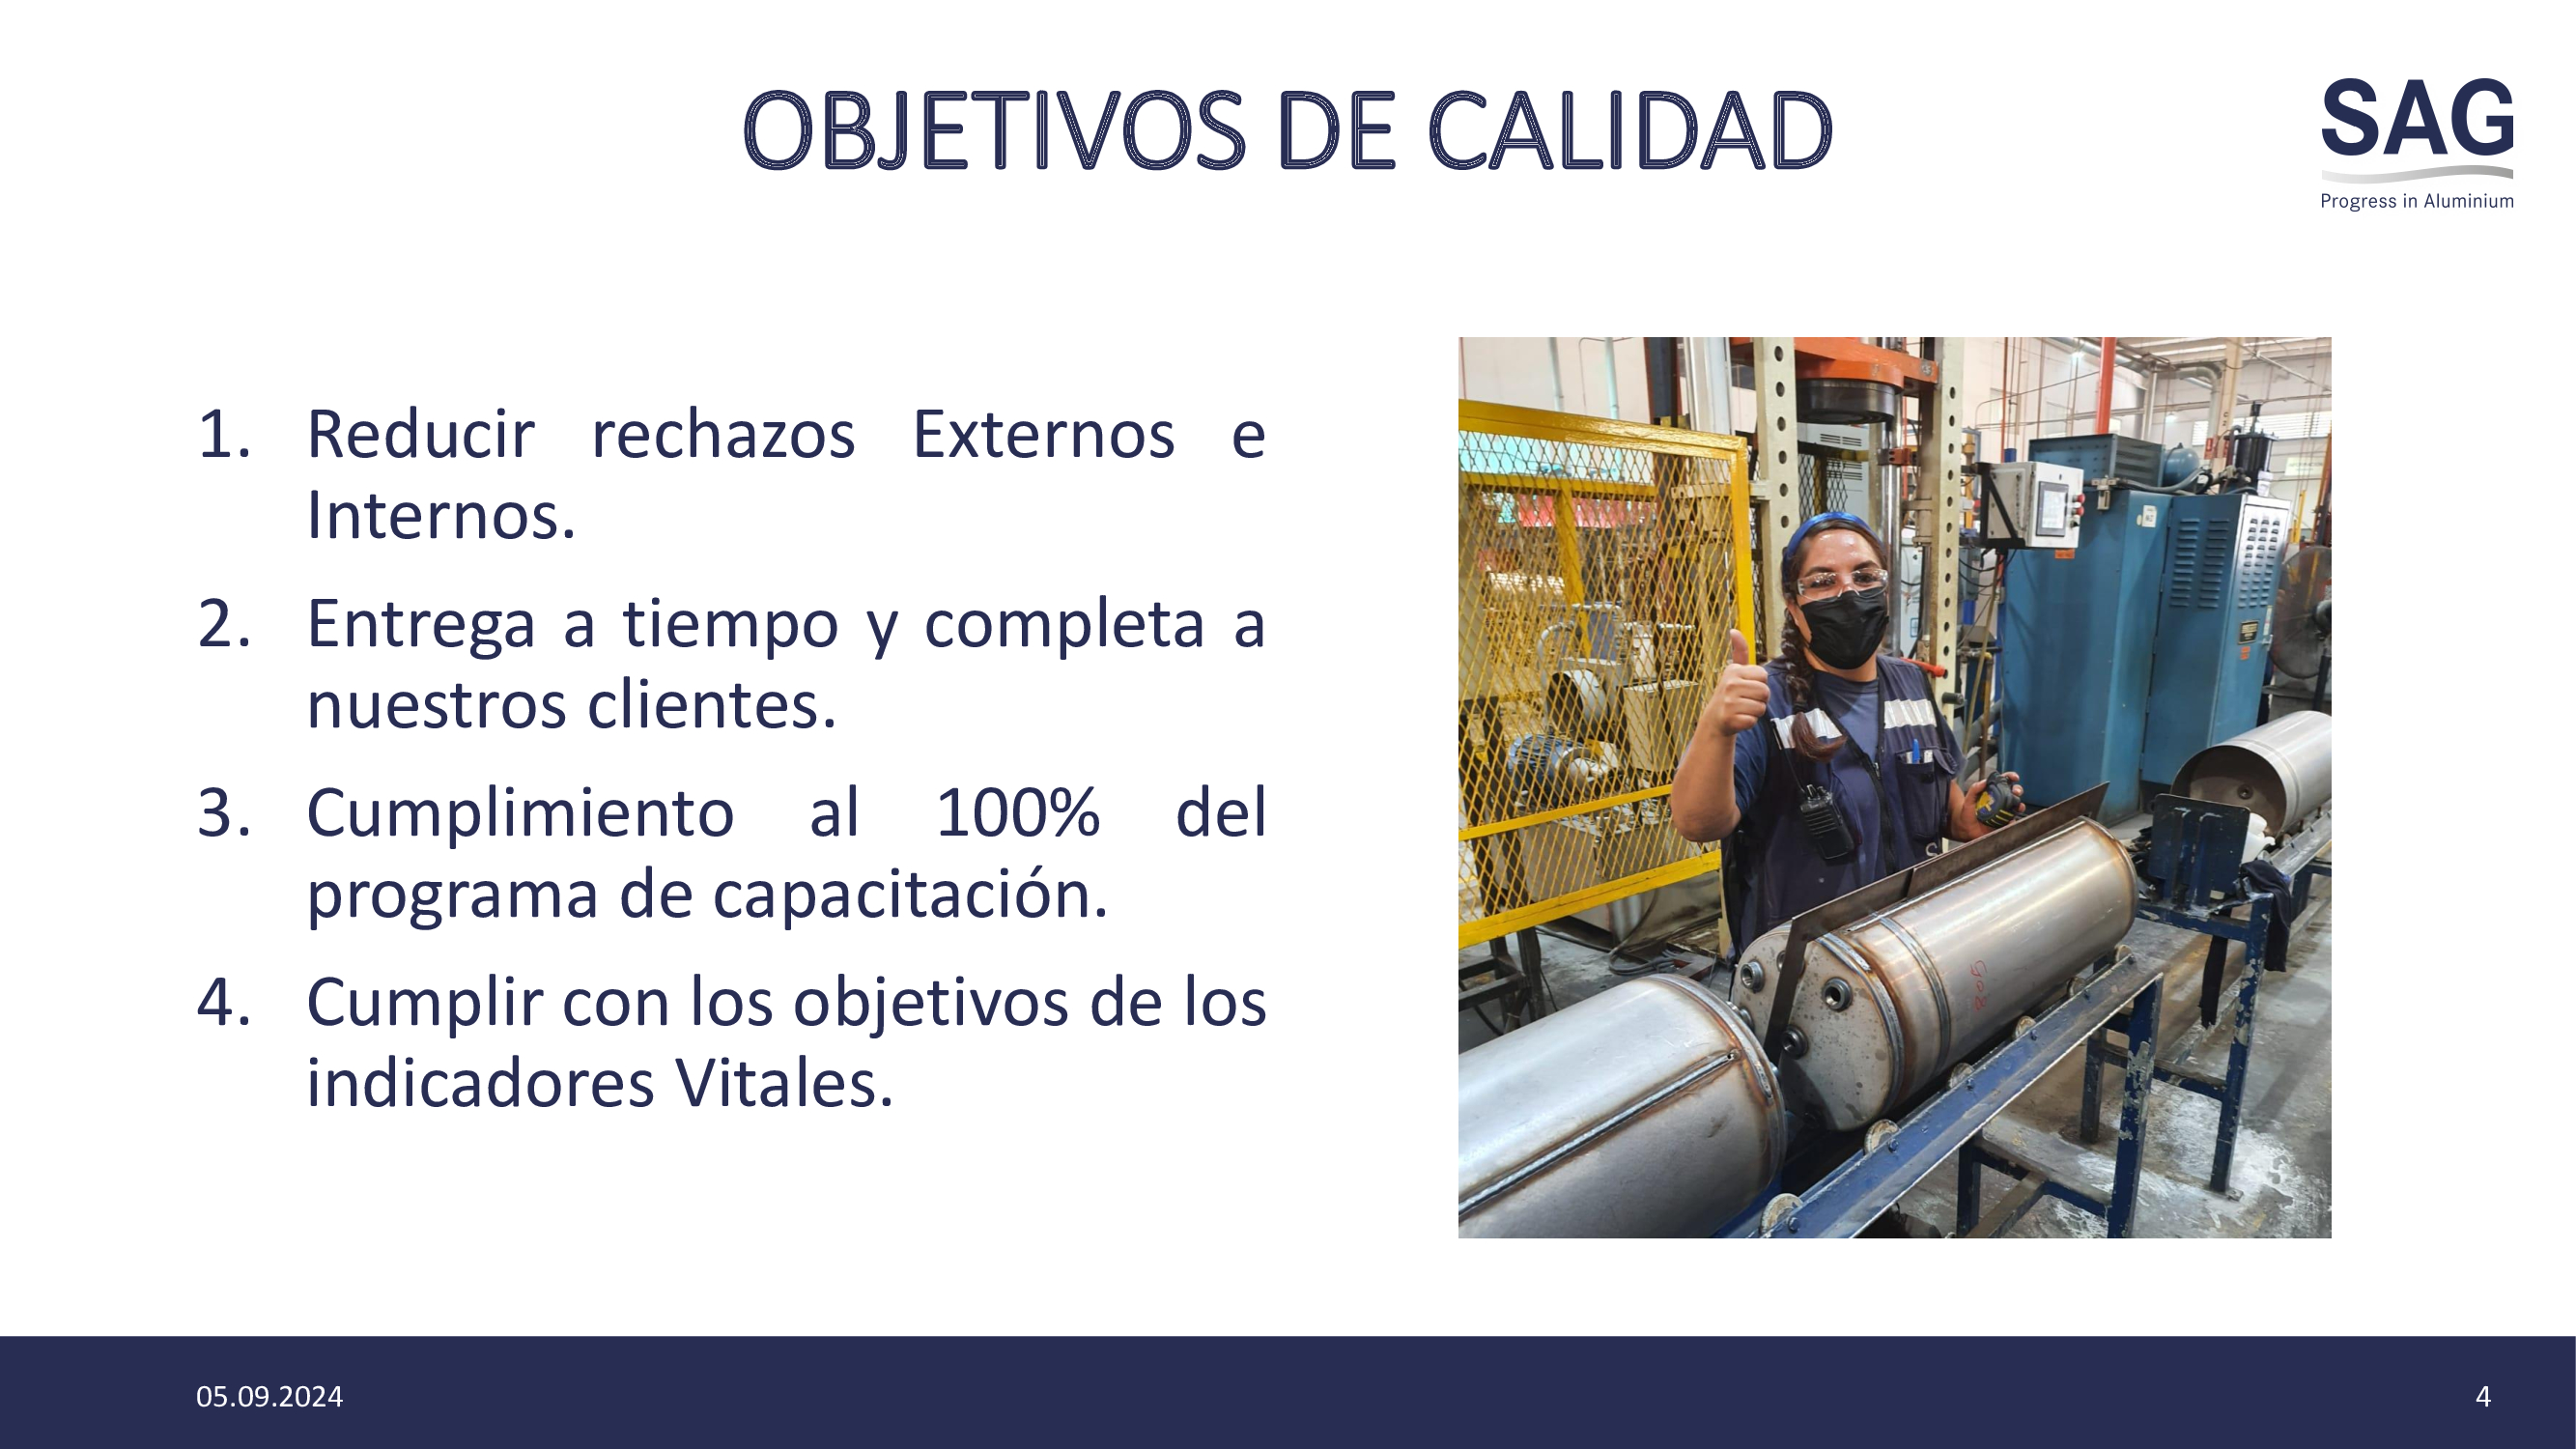 OBJETIVOS DE CALIDAD
SAG
Progress in Aluminium
1. Reducir rechazos Externos e
Internos.
2. Entrega a tiempo y completa a
nuestros clientes.
3. Cumplimiento al 100% del
programa de capacitación.
4. Cumplir con los objetivos de los
indicadores Vitales.
05.09.2024
4